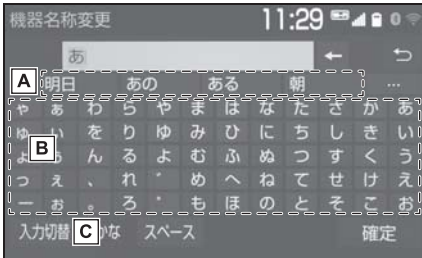 機器名称変更 11:29
あ ←
A 明日 あの ある 朝 …
ゃ ぁ わ ら や ま は な た さ か あ
ゅ ぃ を り ゆ み ひ に ち し き い
B ん る よ む ふ ぬ つ す く う
っ ぇ 、 れ ゛ め へ ね て せ け え
ー ぉ 。 ろ ゜ も ほ の と そ こ お
入力切替 C な スペース 確定